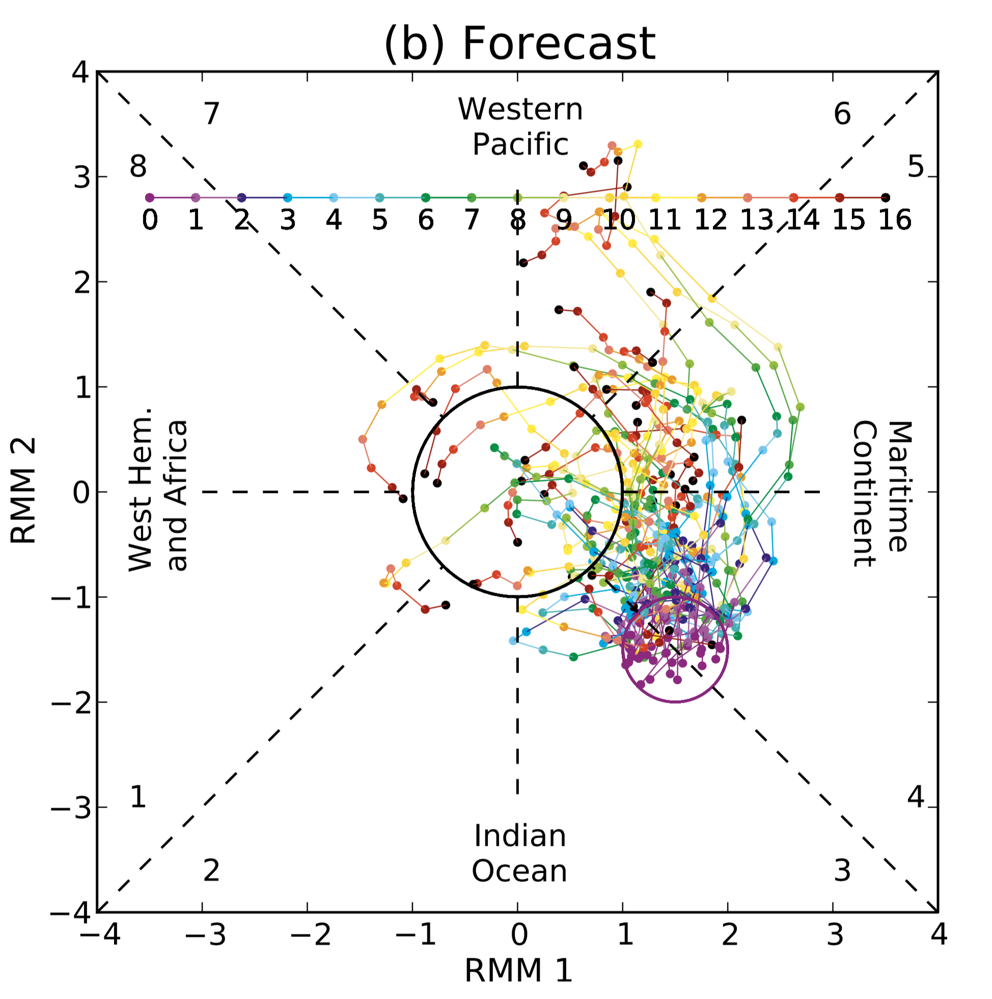 (b) Forecast
4
7
Western
Pacific
6
8
5
3
0 1 2 3 4 5 6 7 8 9 10 11 12 13 14 15 16
2
1
RMM 2
West Hem.
and Africa
Maritime
Continent
0
−1
−2
−3
1
4
Indian
Ocean
2
3
−4
−4 −3 −2 −1 0 1 2 3 4
RMM 1